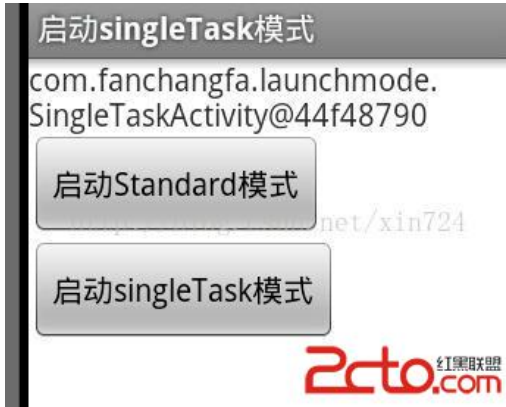 启动singleTask模式
com.fanchangfa.launchmode.
SingleTaskActivity@44f48790
启动Standard模式
net/xin724
启动singleTask模式
2cto
红黑联盟
.com